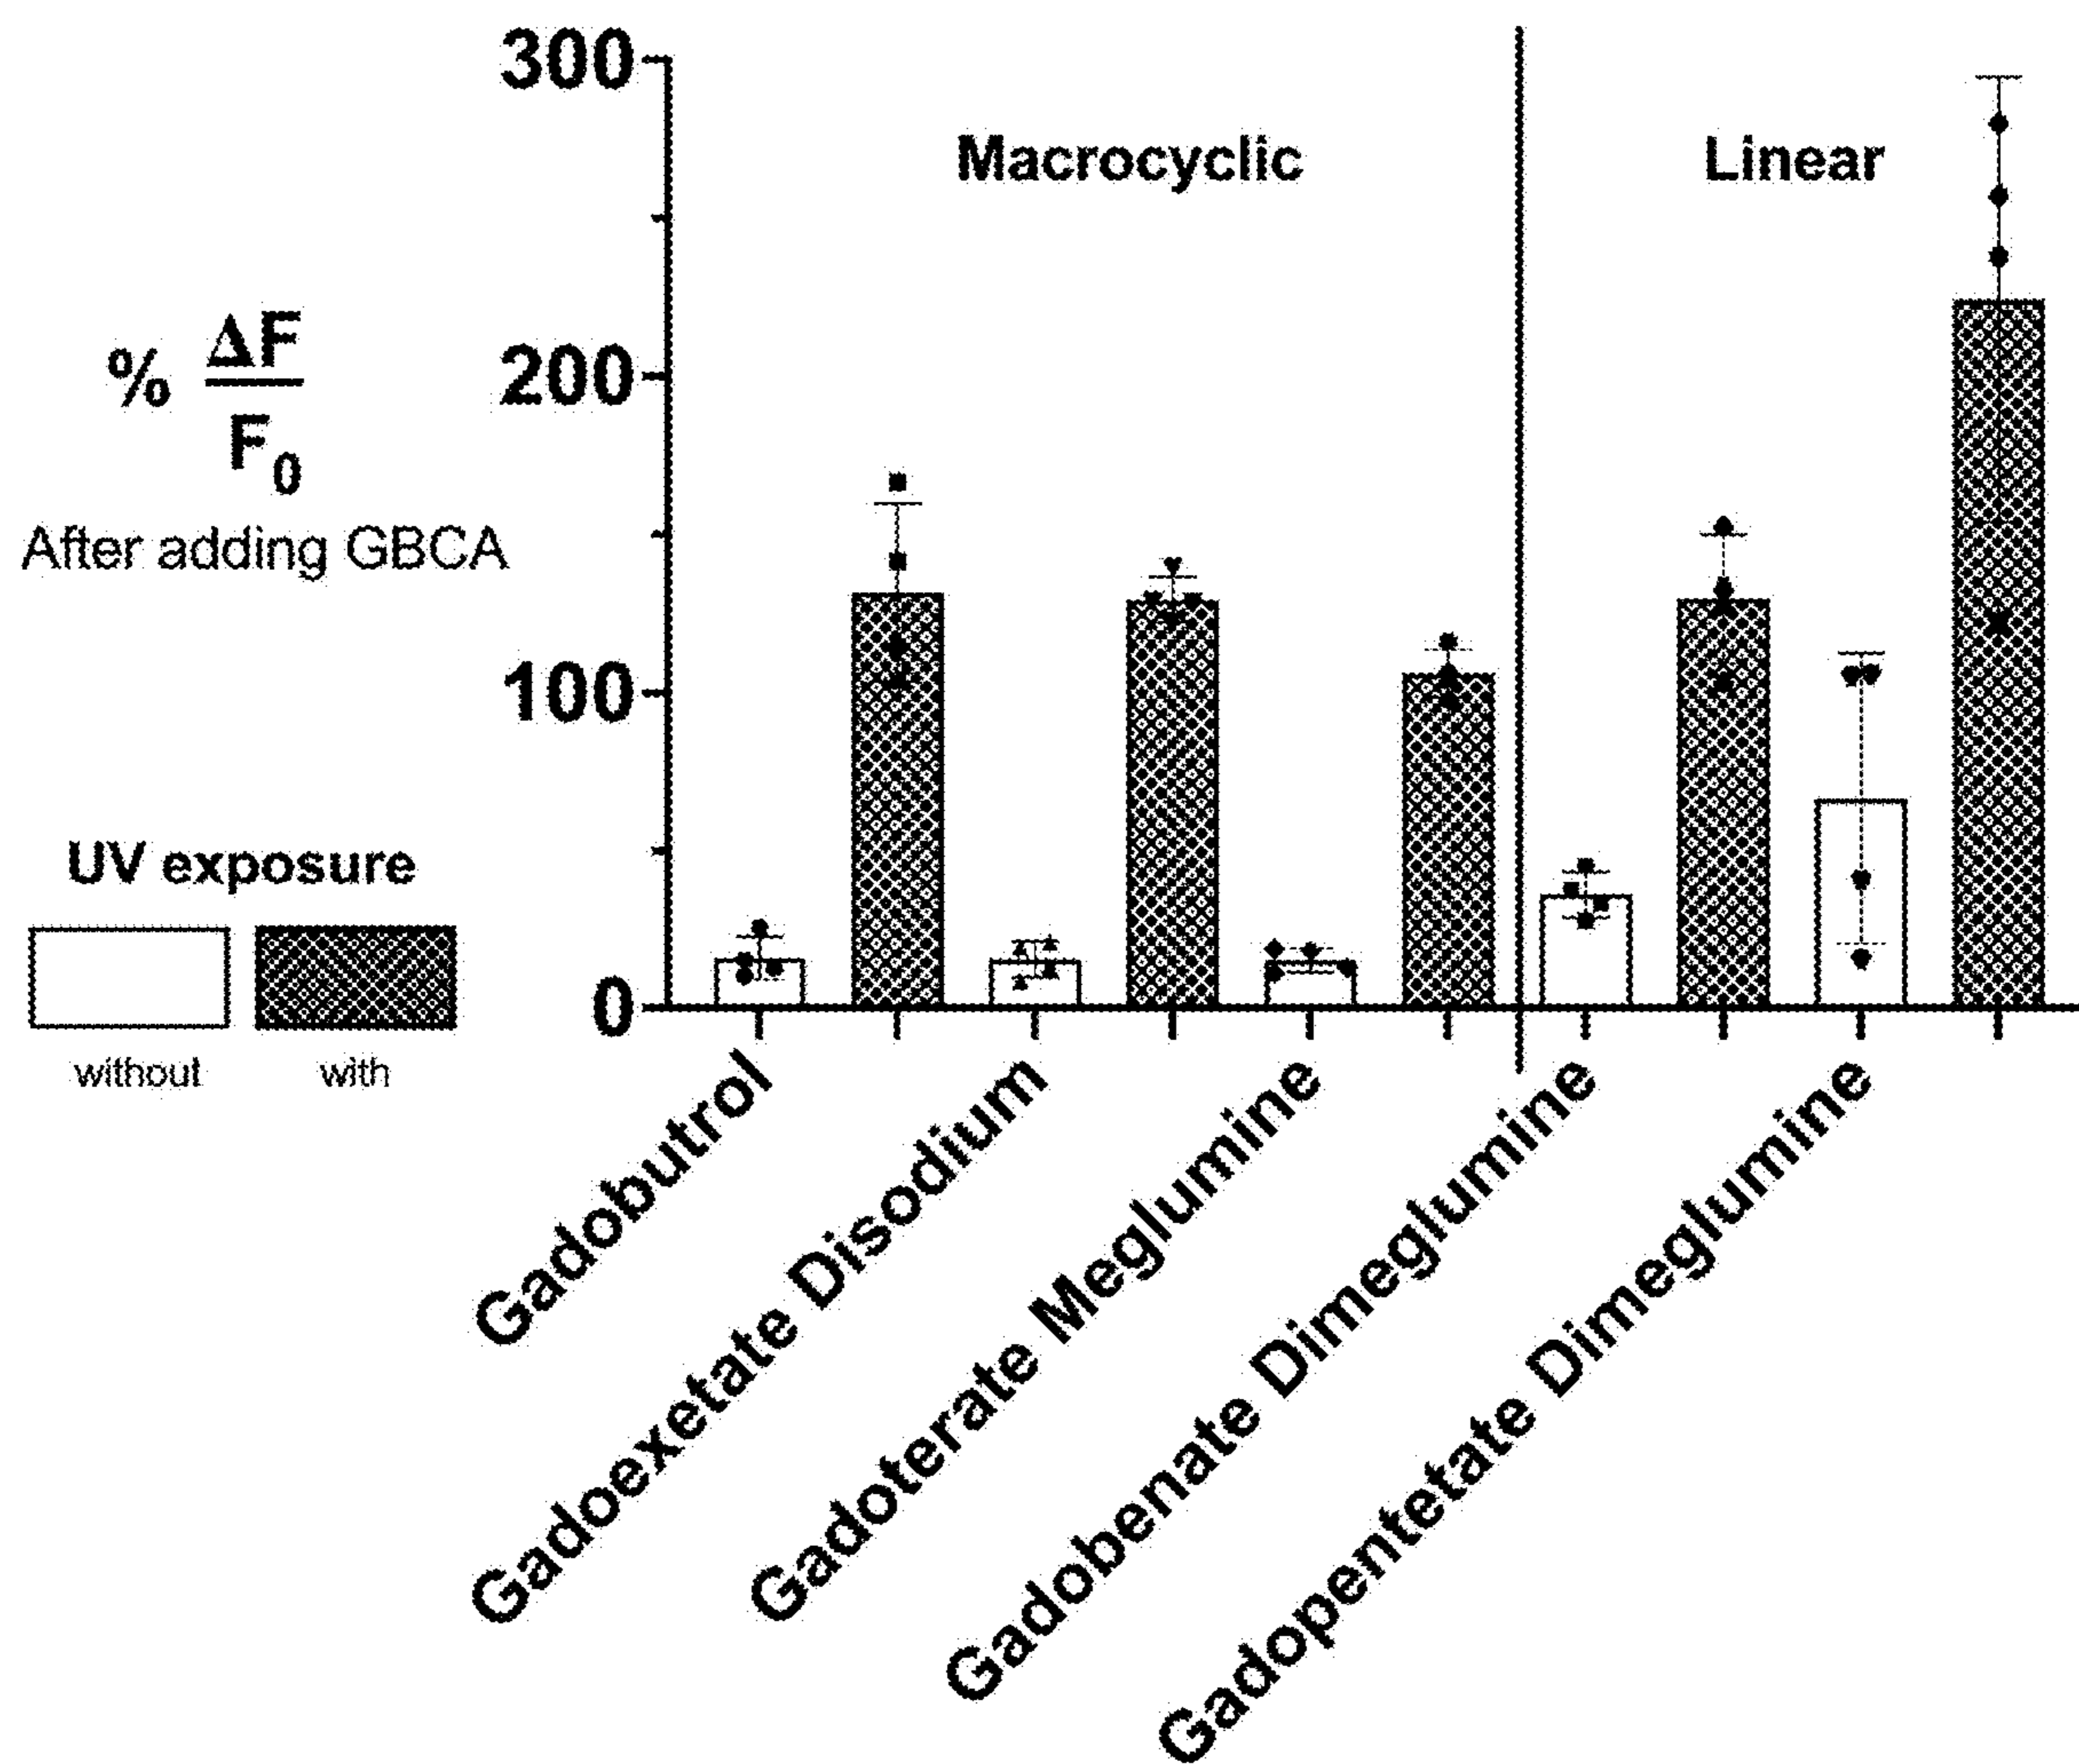 300
200
100
0
Macrocyclic
Linear
% ΔF
F0
After adding GBCA
UV exposure
without
with
Gadobutrol
Gadoexetate Disodium
Gadoterate Meglumine
Gadobenate Dimeglumine
Gadopentetate Dimeglumine